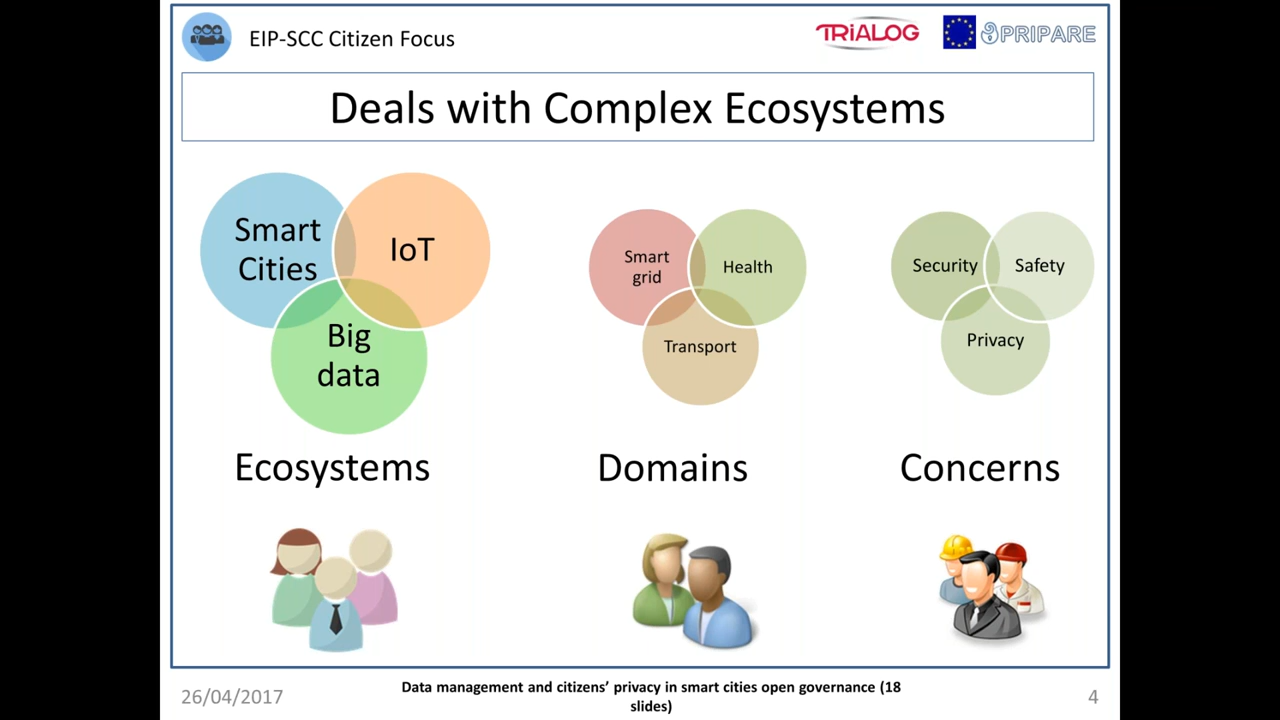 EIP-SCC Citizen Focus
TRiALOG
PRIPARE
Deals with Complex Ecosystems
Smart
Cities
IoT
Big
data
Smart
grid
Health
Transport
Security
Safety
Privacy
Ecosystems
Domains
Concerns
26/04/2017
Data management and citizens’ privacy in smart cities open governance (18
slides)
4